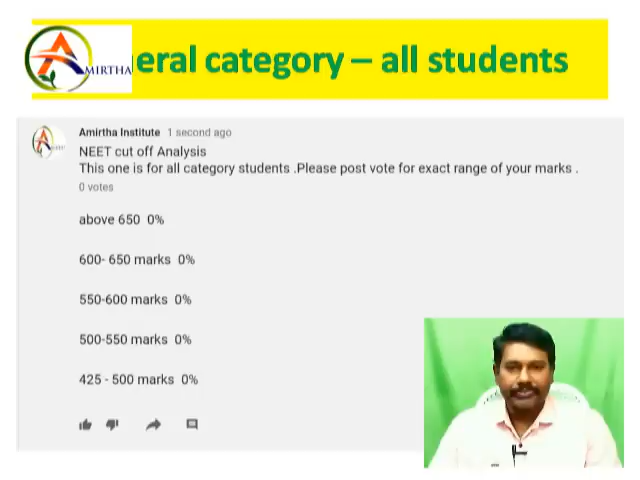 AMIRTHA
eral category – all students
Amirtha Institute 1 second ago
NEET cut off Analysis
This one is for all category students .Please post vote for exact range of your marks .
0 votes
above 650 0%
600- 650 marks 0%
550-600 marks 0%
500-550 marks 0%
425 - 500 marks 0%